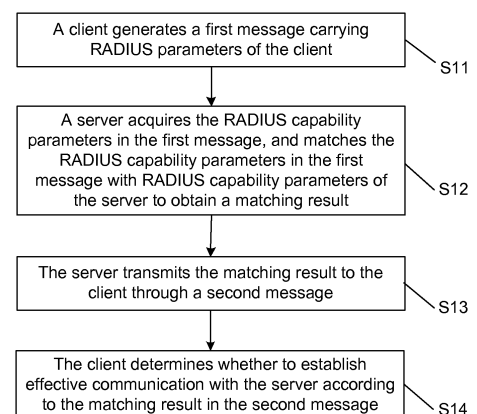 A client generates a first message carrying
RADIUS parameters of the client
S11
A server acquires the RADIUS capability
parameters in the first message, and matches the
RADIUS capability parameters in the first
message with RADIUS capability parameters of
the server to obtain a matching result
S12
The server transmits the matching result to the
client through a second message
S13
The client determines whether to establish
effective communication with the server according
to the matching result in the second message
S14